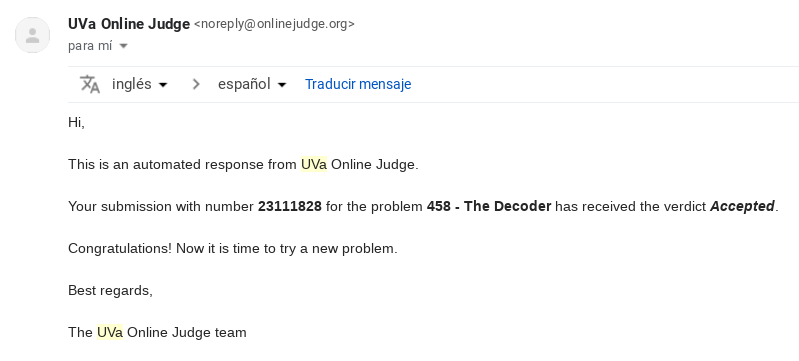 UVa Online Judge <noreply@onlinejudge.org>
para mí
inglés español Traducir mensaje
Hi,
This is an automated response from UVa Online Judge.
Your submission with number 23111828 for the problem 458 - The Decoder has received the verdict Accepted.
Congratulations! Now it is time to try a new problem.
Best regards,
The UVa Online Judge team